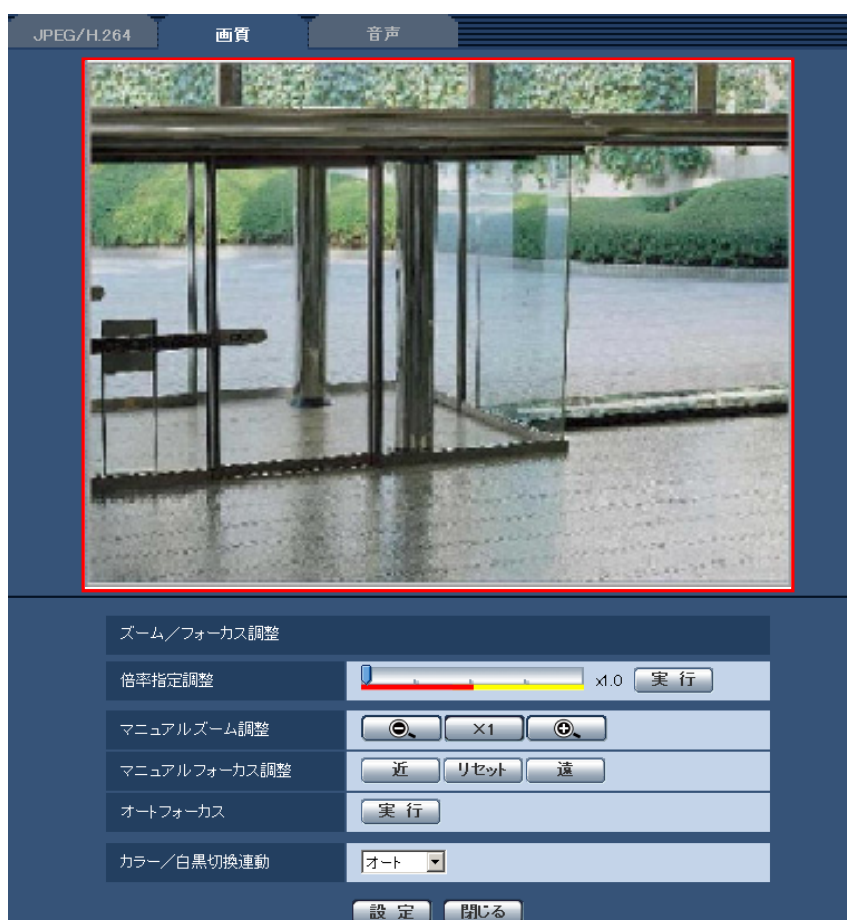 JPEG/H.264 画質 音声
ズーム／フォーカス調整
倍率指定調整 x1.0 実 行
マニュアルズーム調整 ×1
マニュアルフォーカス調整 近 リセット 遠
オートフォーカス 実 行
カラー／白黒切換連動 オート
設 定 閉じる